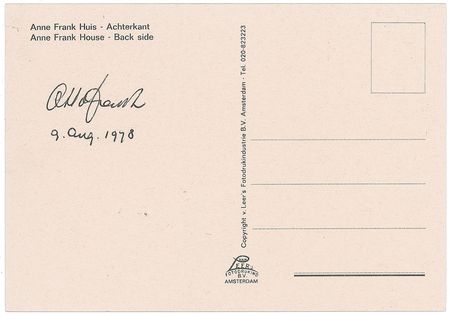 Anne Frank Huis - Achterkant
Anne Frank House - Back side
Otto Frank
9. Aug. 1978
Copyright v. Leer's Fotodrukindustrie B.V. Amsterdam - Tel. 020-823223
LEER
FOTODRUKIND
B.V.
AMSTERDAM